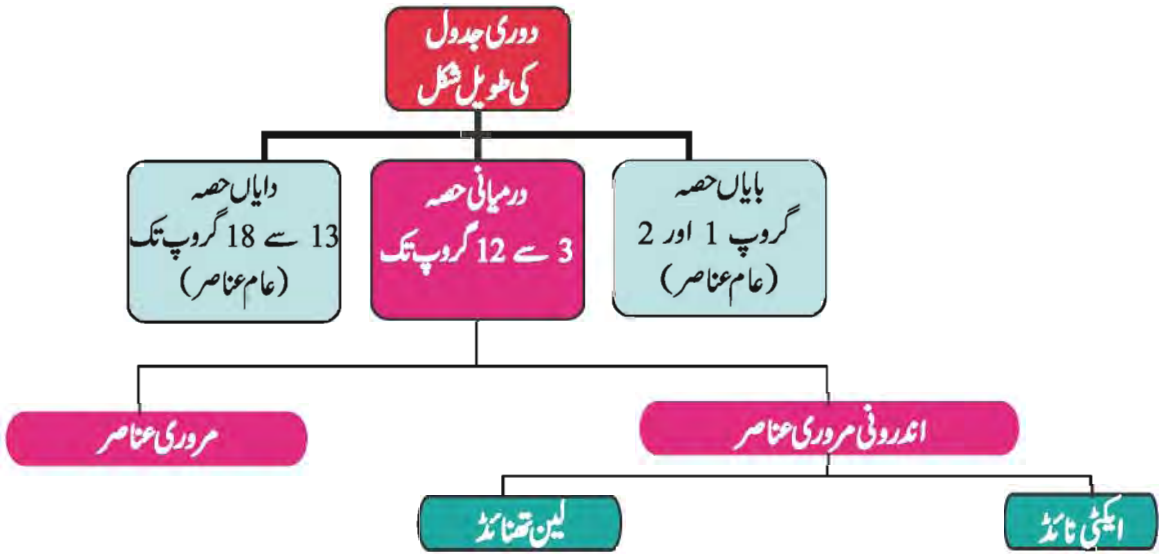 دوری جدول
کی طویل شکل
بایاں حصہ
گروپ 1 اور 2
(عام عناصر)
درمیانی حصہ
3 سے 12 گروپ تک
دایاں حصہ
13 سے 18 گروپ تک
(عام عناصر)
اندرونی مروری عناصر
مروری عناصر
ایکٹی نائڈ
لین تھنائڈ